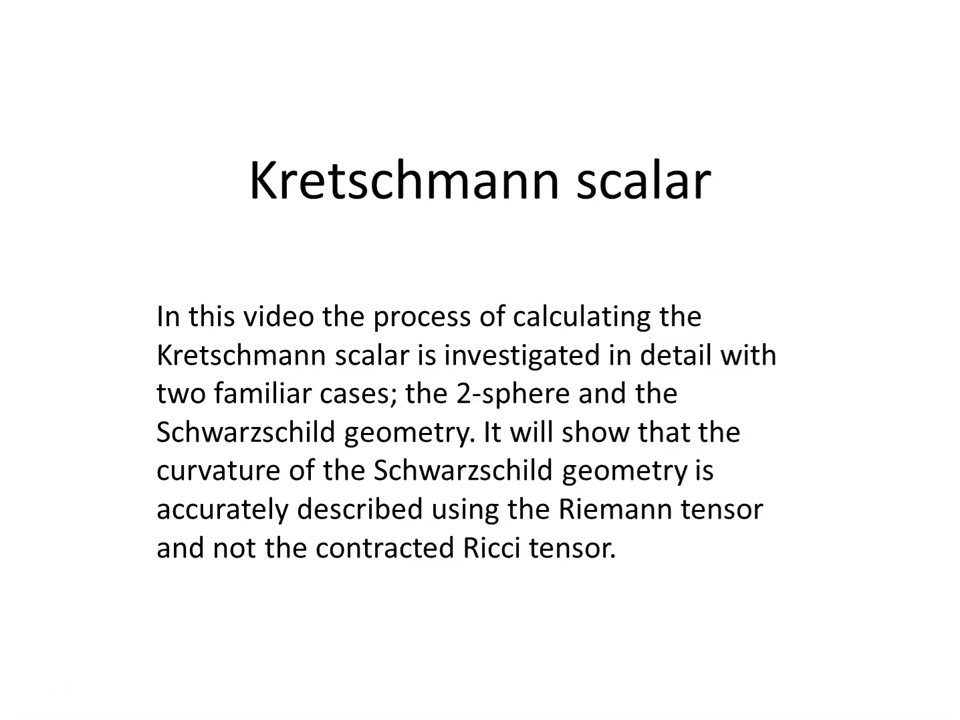 Kretschmann scalar
In this video the process of calculating the
Kretschmann scalar is investigated in detail with
two familiar cases; the 2-sphere and the
Schwarzschild geometry. It will show that the
curvature of the Schwarzschild geometry is
accurately described using the Riemann tensor
and not the contracted Ricci tensor.